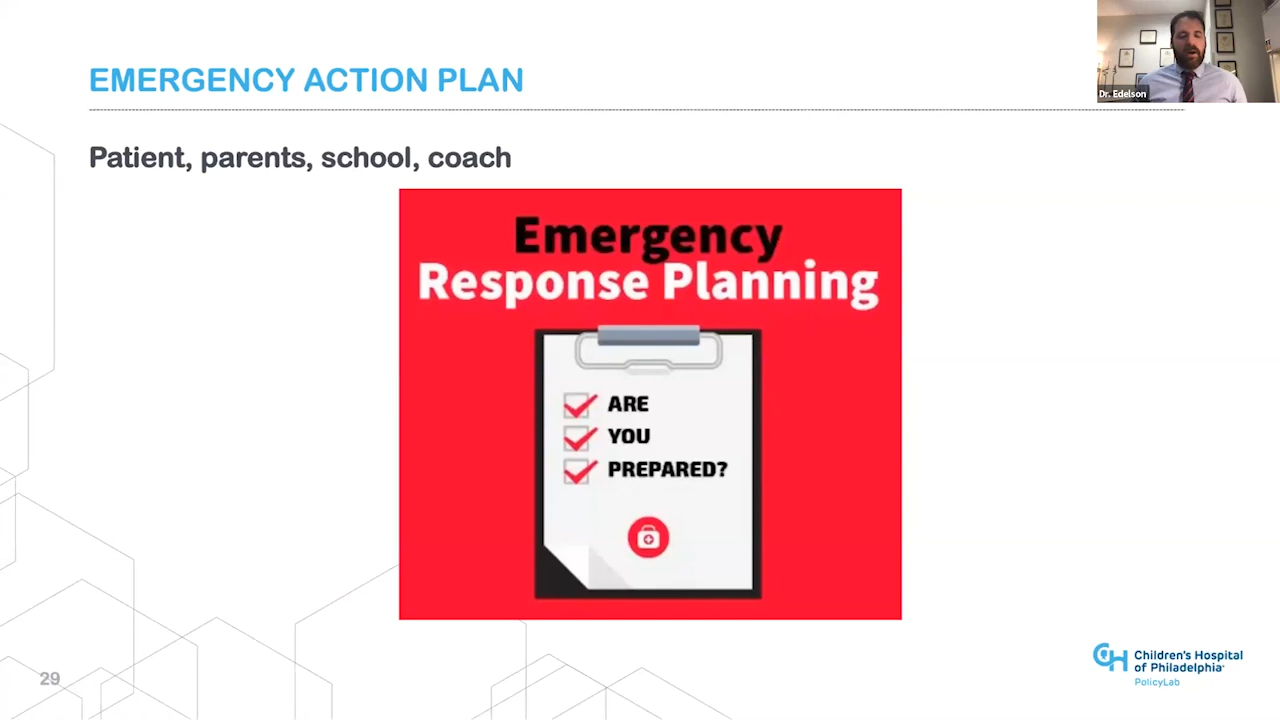 EMERGENCY ACTION PLAN
Dr. Edelson
Patient, parents, school, coach
Emergency
Response Planning
ARE
YOU
PREPARED?
29
CH
Children's Hospital
of Philadelphia
PolicyLab